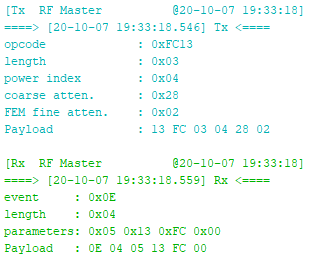 [Tx  RF Master          @20-10-07 19:33:18]
====> [20-10-07 19:33:18.546] Tx <====
opcode             : 0xFC13
length             : 0x03
power index        : 0x04
coarse atten.      : 0x28
FEM fine atten.    : 0x02
Payload            : 13 FC 03 04 28 02
[Rx  RF Master          @20-10-07 19:33:18]
====> [20-10-07 19:33:18.559] Rx <====
event     : 0x0E
length    : 0x04
parameters: 0x05 0x13 0xFC 0x00
Payload   : 0E 04 05 13 FC 00